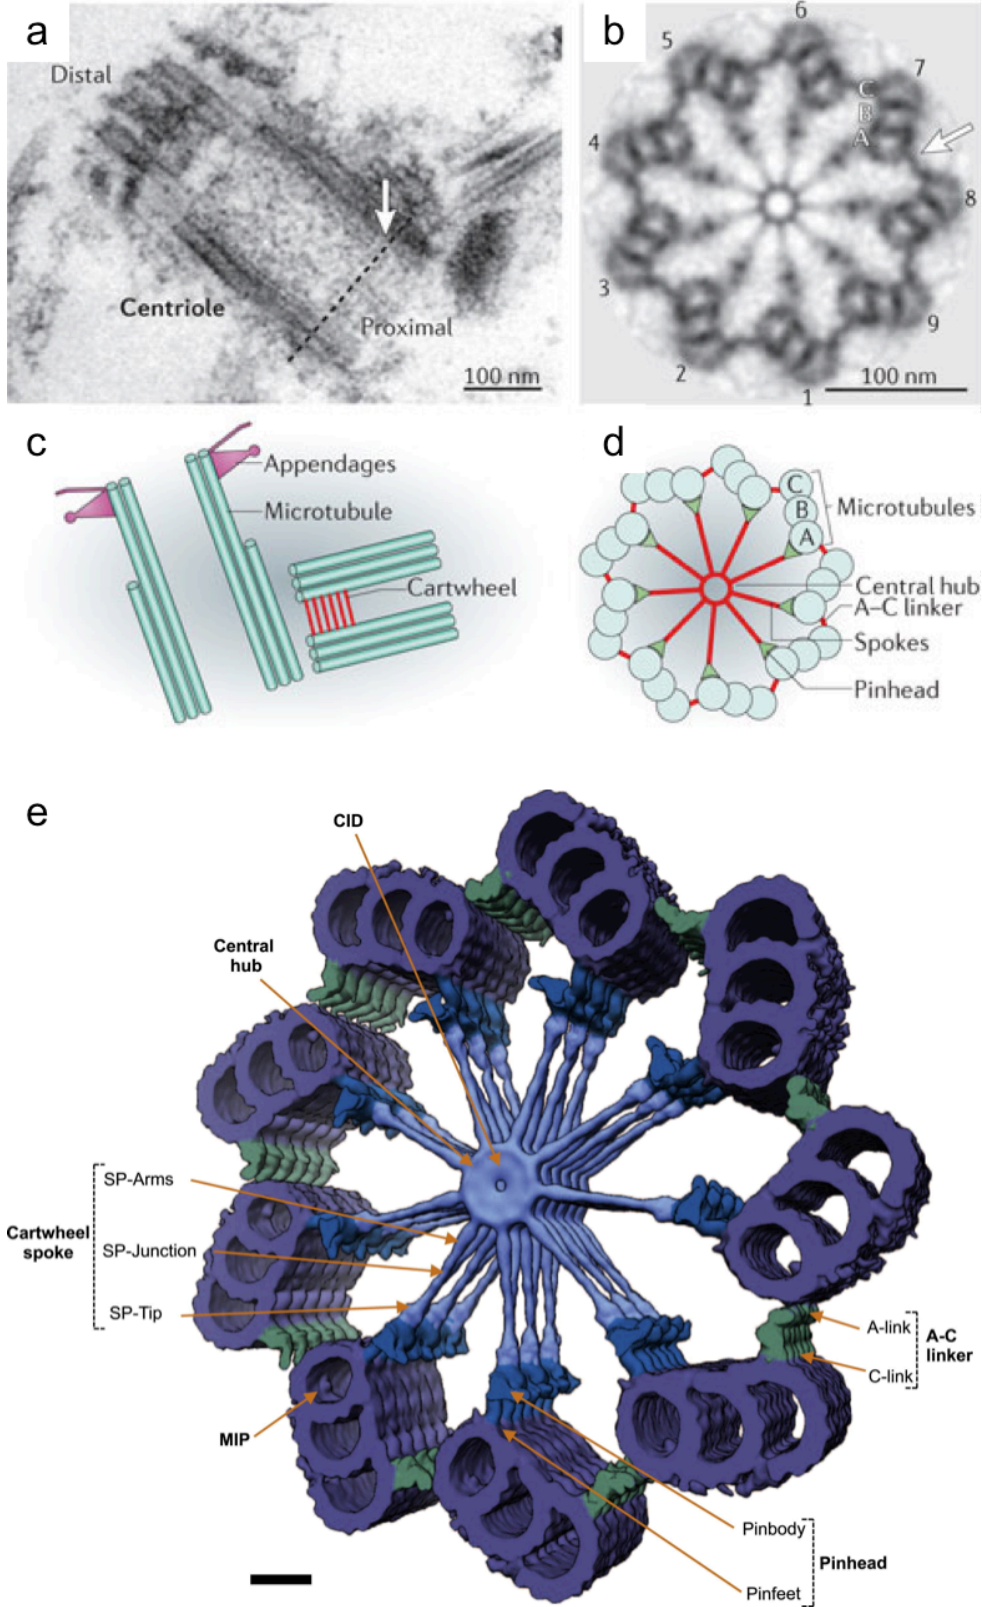 a
Distal
Centriole
Proximal
100 nm
b
6
5
7
C
B
A
4
8
3
9
2
1
100 nm
c
Appendages
Microtubule
Cartwheel
d
C
B
A
Microtubules
Central hub
A–C linker
Spokes
Pinhead
e
CID
Central
hub
SP-Arms
Cartwheel
spoke
SP-Junction
SP-Tip
MIP
A-link
A-C
linker
C-link
Pinbody
Pinhead
Pinfeet